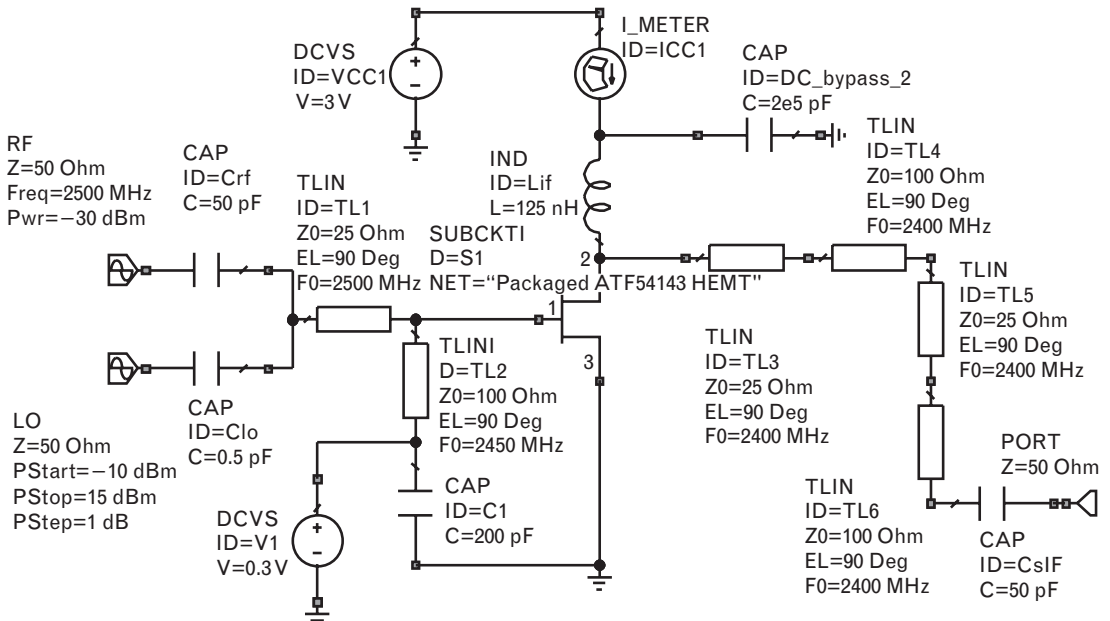 I_METER
ID=ICC1
DCVS
ID=VCC1
V=3V
CAP
ID=DC_bypass_2
C=2e5 pF
RF
Z=50 Ohm
Freq=2500 MHz
Pwr=−30 dBm
CAP
ID=Crf
C=50 pF
TLIN
ID=TL1
Z0=25 Ohm
EL=90 Deg
F0=2500 MHz
IND
ID=Lif
L=125 nH
SUBCKTI
D=S1
NET=“Packaged ATF54143 HEMT”
TLIN
ID=TL4
Z0=100 Ohm
EL=90 Deg
F0=2400 MHz
2
1
3
TLIN
ID=TL5
Z0=25 Ohm
EL=90 Deg
F0=2400 MHz
TLIN
ID=TL3
Z0=25 Ohm
EL=90 Deg
F0=2400 MHz
TLINI
D=TL2
Z0=100 Ohm
EL=90 Deg
F0=2450 MHz
CAP
ID=Clo
C=0.5 pF
LO
Z=50 Ohm
PStart=−10 dBm
PStop=15 dBm
PStep=1 dB
DCVS
ID=V1
V=0.3V
CAP
ID=C1
C=200 pF
TLIN
ID=TL6
Z0=100 Ohm
EL=90 Deg
F0=2400 MHz
PORT
Z=50 Ohm
CAP
ID=CsIF
C=50 pF